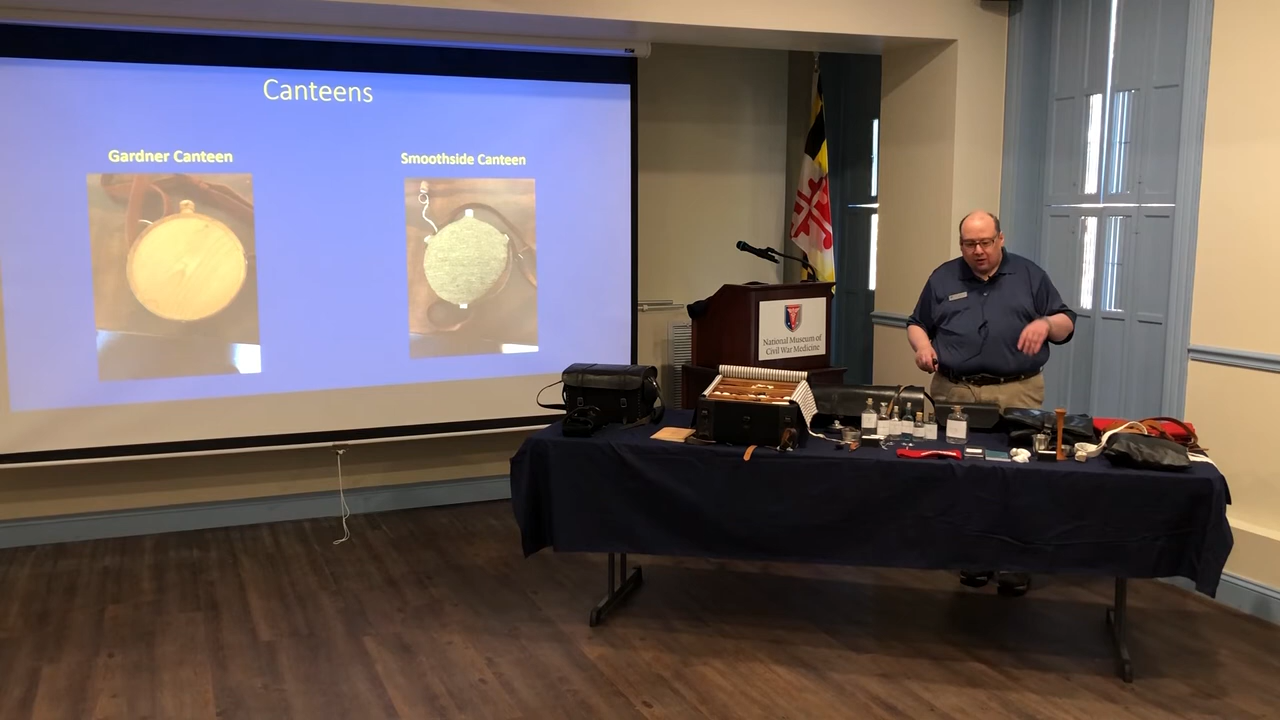 Canteens
Gardner Canteen
Smoothside Canteen
National Museum of
Civil War Medicine